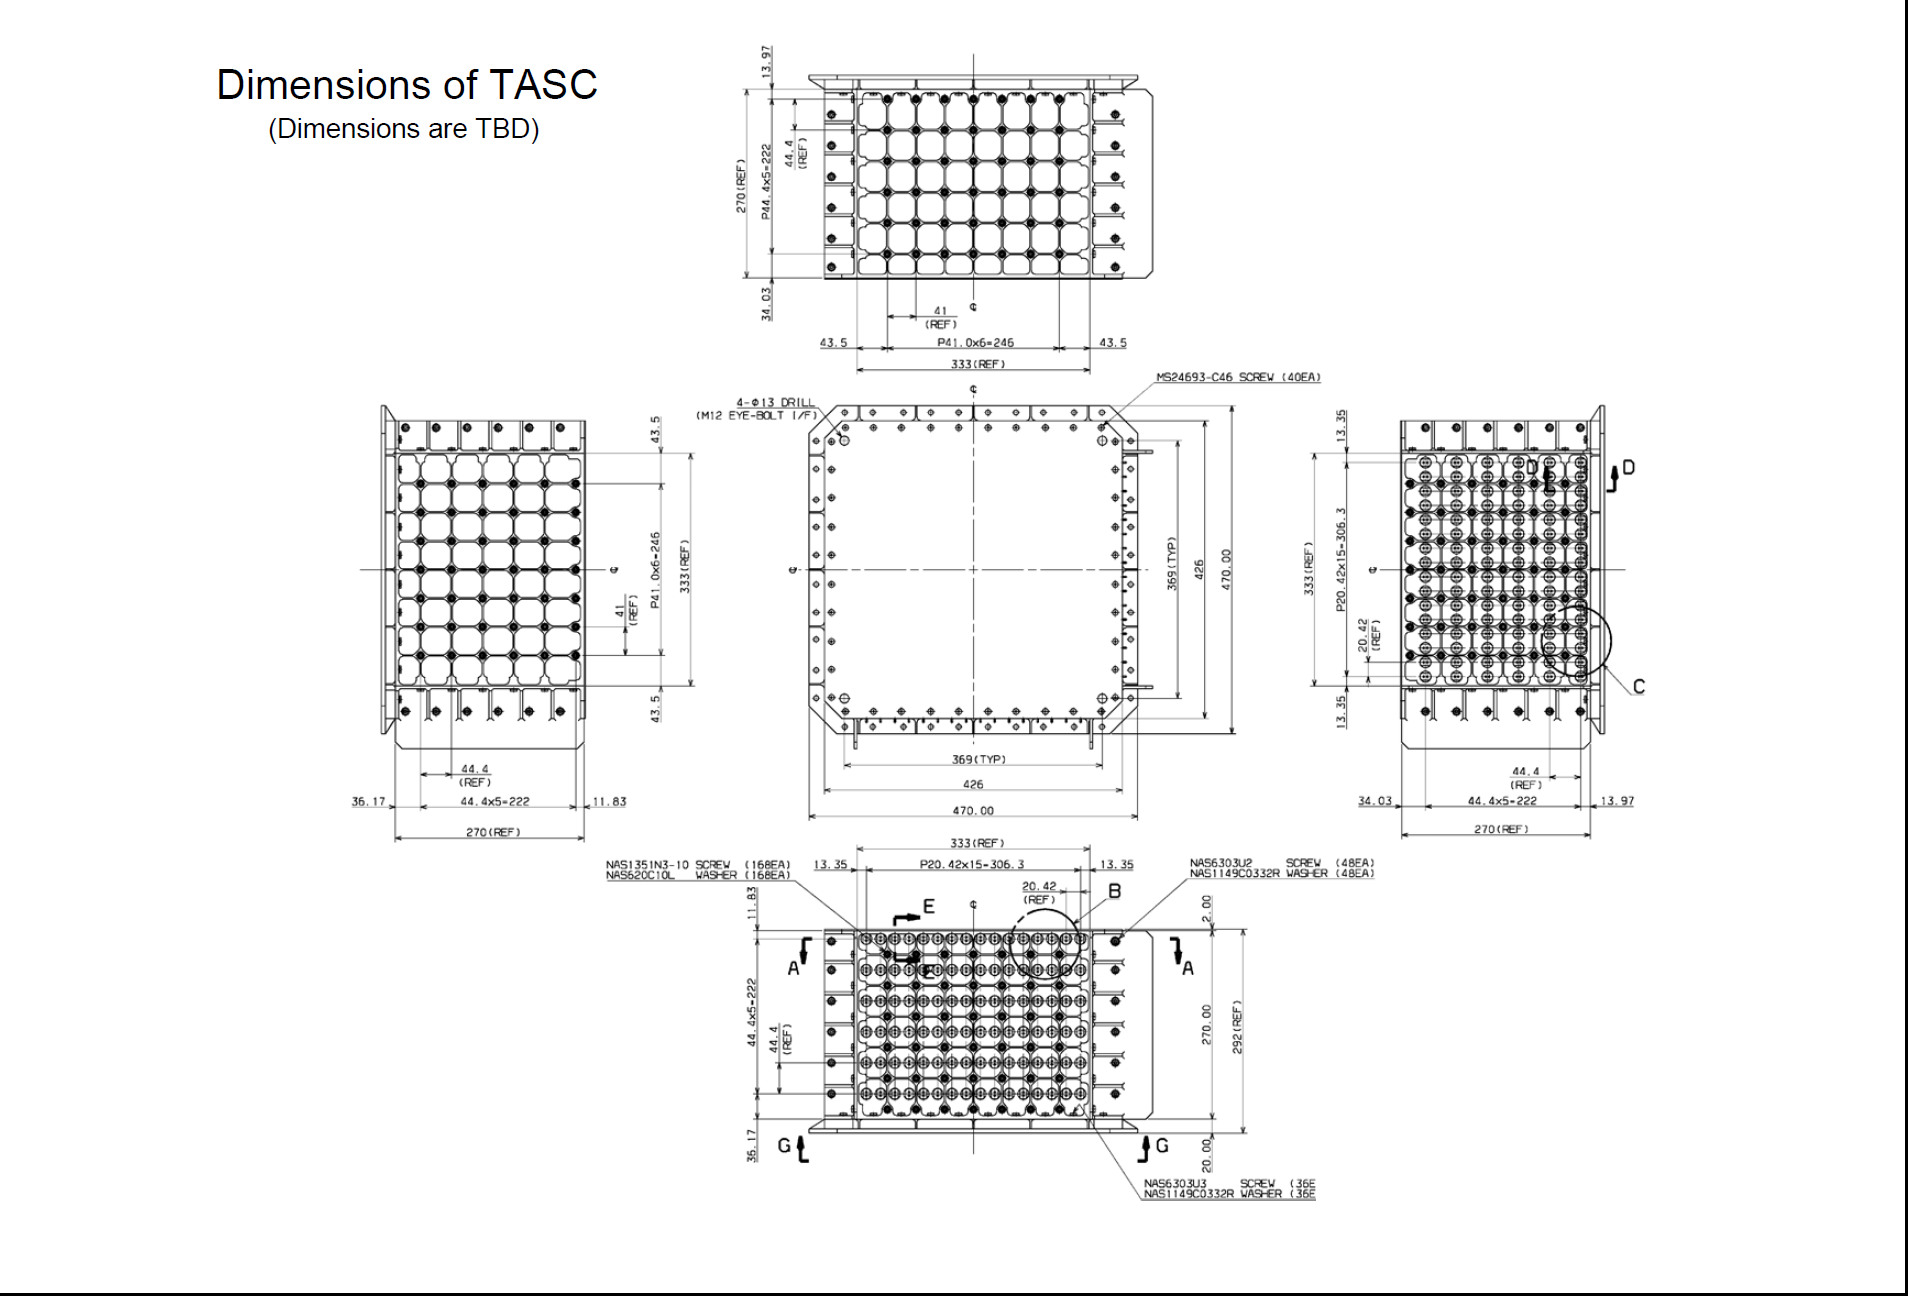 Dimensions of TASC
(Dimensions are TBD)
13.97
270(REF)
P44.4x5=222
44.4
(REF)
34.03
41
(REF)
43.5
P41.0x6=246
43.5
333(REF)
MS24693-C46 SCREW (40EA)
4-φ13 DRILL
(M12 EYE-BOLT I/F)
43.5
P41.0x6=246
333(REF)
41
(REF)
43.5
44.4
(REF)
36.17
44.4x5=222
11.83
270(REF)
369(TYP)
426
470.00
369(TYP)
426
470.00
13.35
333(REF)
P20.42x15=306.3
20.42
(REF)
13.35
D
D
C
44.4
(REF)
34.03
44.4x5=222
13.97
270(REF)
333(REF)
NAS1351N3-10 SCREW (168EA)
NAS620C10L WASHER (168EA)
13.35
P20.42x15=306.3
13.35
NAS6303U2 SCREW (48EA)
NAS1149C0332R WASHER (48EA)
20.42
(REF)
B
11.83
E
E
2.00
A
A
44.4x5=222
44.4
(REF)
270.00
292(REF)
36.17
G
G
20.00
NAS6303U3 SCREW (36E
NAS1149C0332R WASHER (36E